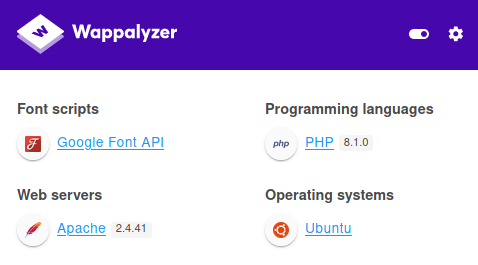 Wappalyzer
Font scripts
Google Font API
Programming languages
php
PHP 8.1.0
Web servers
Apache 2.4.41
Operating systems
Ubuntu